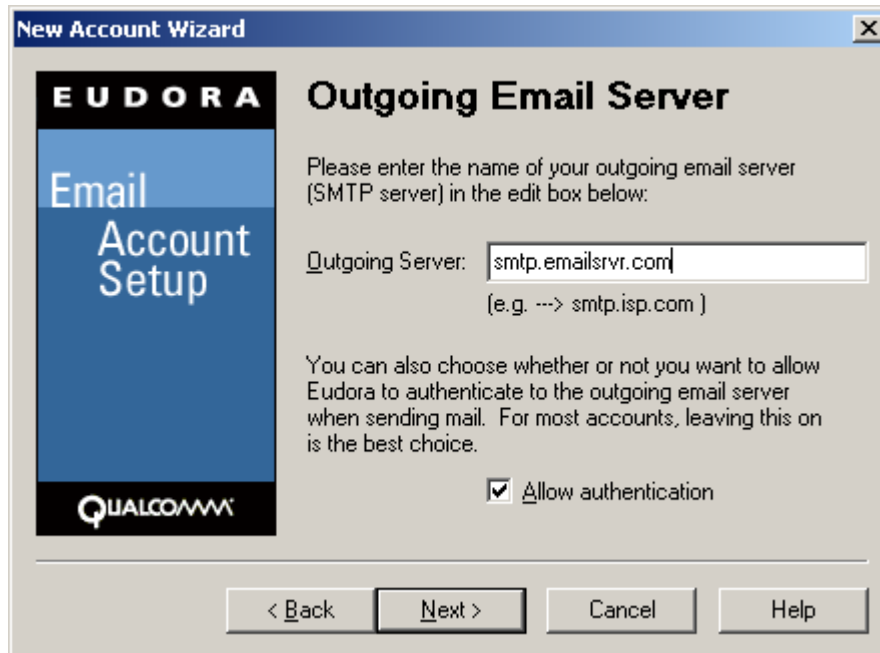 New Account Wizard
EUDORA
Email
Account
Setup
QUALCOMM
Outgoing Email Server
Please enter the name of your outgoing email server
(SMTP server) in the edit box below:
Outgoing Server: smtp.emailsrvr.com
(e.g. ---> smtp.isp.com )
You can also choose whether or not you want to allow
Eudora to authenticate to the outgoing email server
when sending mail. For most accounts, leaving this on
is the best choice.
Allow authentication
< Back Next > Cancel Help